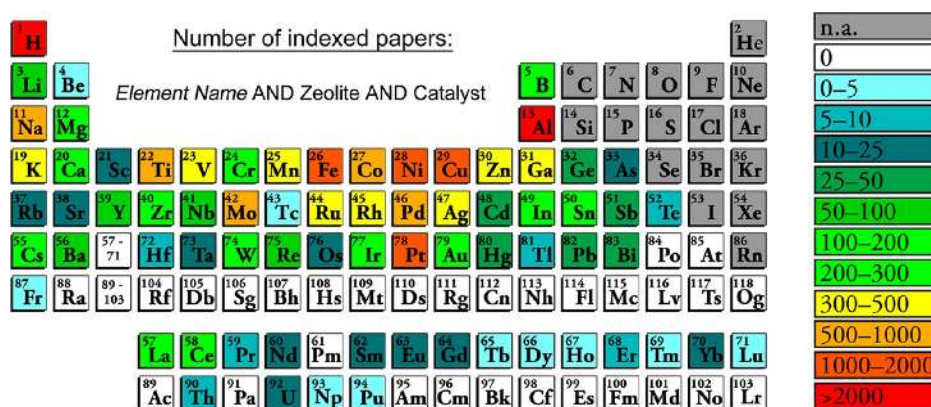 Number of indexed papers:
Element Name AND Zeolite AND Catalyst
1 H 2 He
3 Li 4 Be 5 B 6 C 7 N 8 O 9 F 10 Ne
11 Na 12 Mg 13 Al 14 Si 15 P 16 S 17 Cl 18 Ar
19 K 20 Ca 21 Sc 22 Ti 23 V 24 Cr 25 Mn 26 Fe 27 Co 28 Ni 29 Cu 30 Zn 31 Ga 32 Ge 33 As 34 Se 35 Br 36 Kr
37 Rb 38 Sr 39 Y 40 Zr 41 Nb 42 Mo 43 Tc 44 Ru 45 Rh 46 Pd 47 Ag 48 Cd 49 In 50 Sn 51 Sb 52 Te 53 I 54 Xe
55 Cs 56 Ba 57 - 71 72 Hf 73 Ta 74 W 75 Re 76 Os 77 Ir 78 Pt 79 Au 80 Hg 81 Tl 82 Pb 83 Bi 84 Po 85 At 86 Rn
87 Fr 88 Ra 89 - 103 104 Rf 105 Db 106 Sg 107 Bh 108 Hs 109 Mt 110 Ds 111 Rg 112 Cn 113 Nh 114 Fl 115 Mc 116 Lv 117 Ts 118 Og
57 La 58 Ce 59 Pr 60 Nd 61 Pm 62 Sm 63 Eu 64 Gd 65 Tb 66 Dy 67 Ho 68 Er 69 Tm 70 Yb 71 Lu
89 Ac 90 Th 91 Pa 92 U 93 Np 94 Pu 95 Am 96 Cm 97 Bk 98 Cf 99 Es 100 Fm 101 Md 102 No 103 Lr
n.a.
0
0–5
5–10
10–25
25–50
50–100
100–200
200–300
300–500
500–1000
1000–2000
>2000